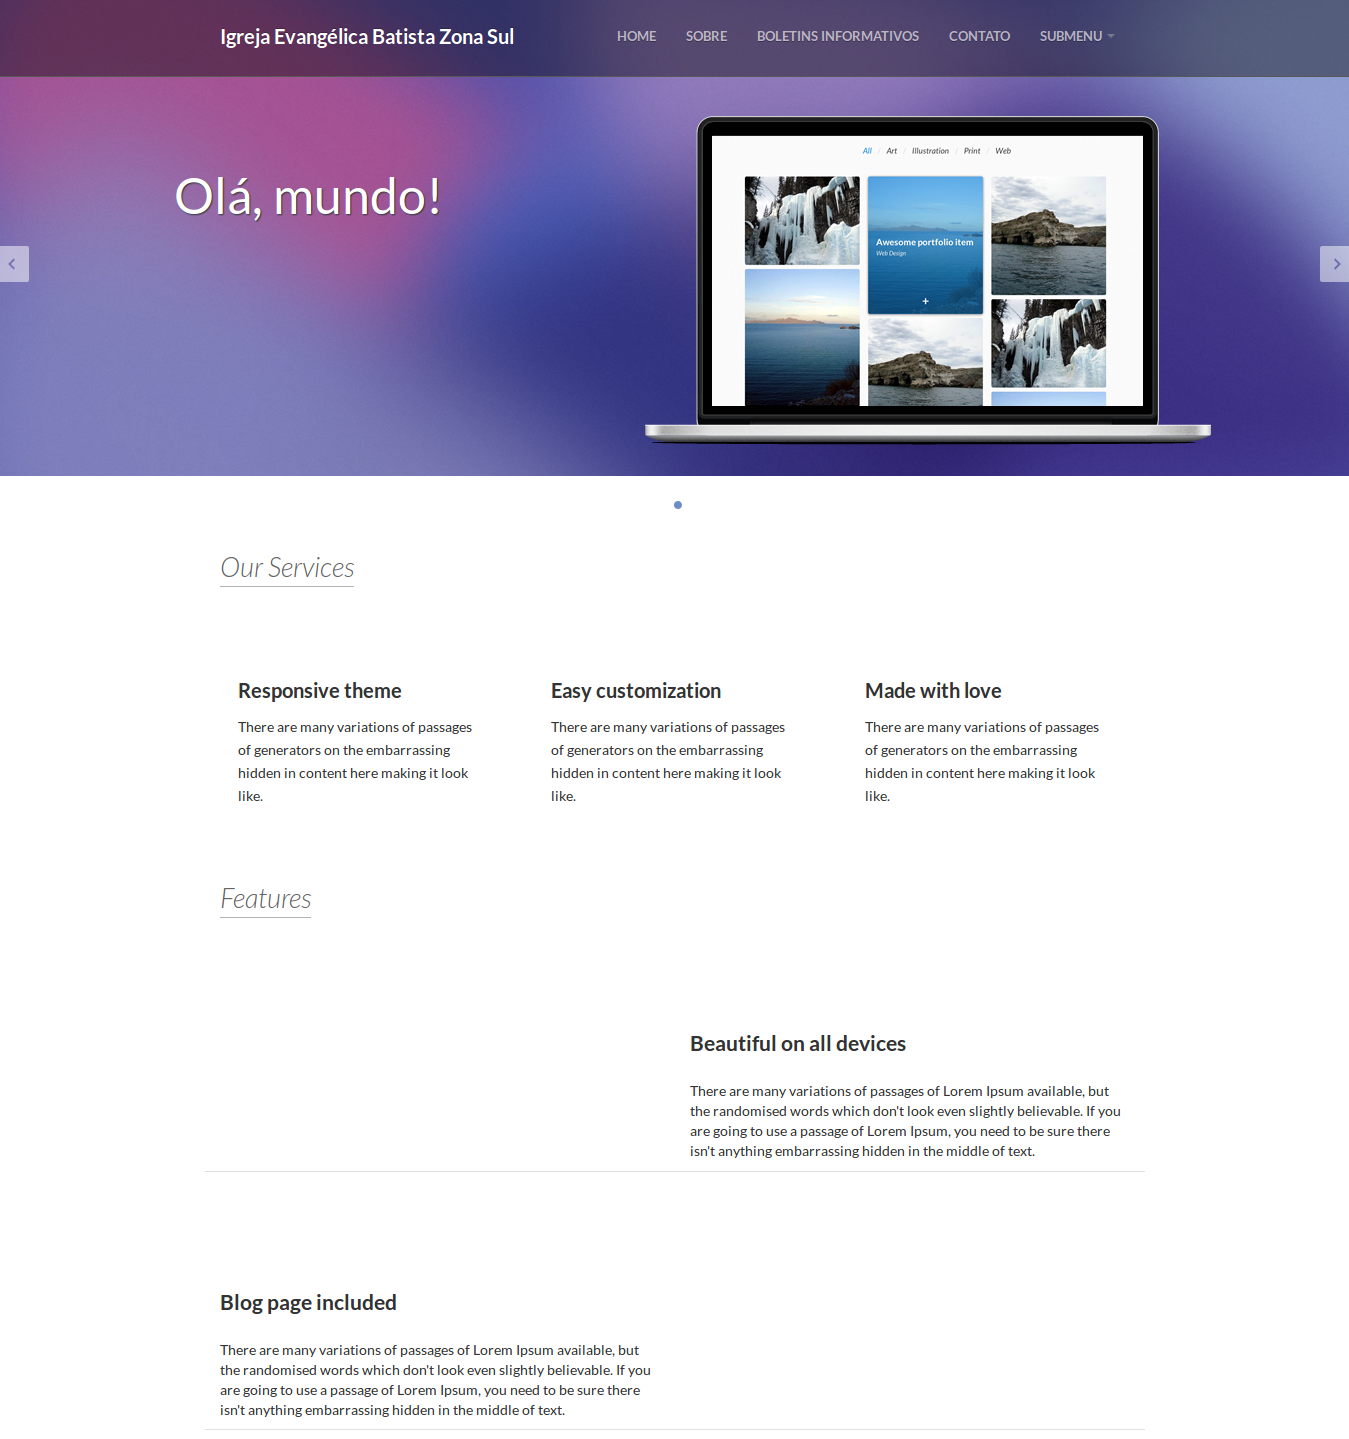 Igreja Evangélica Batista Zona Sul
HOME
SOBRE
BOLETINS INFORMATIVOS
CONTATO
SUBMENU
Olá, mundo!
All / Art / Illustration / Print / Web
Awesome portfolio item
Web Design
Our Services
Responsive theme
There are many variations of passages
of generators on the embarrassing
hidden in content here making it look
like.
Easy customization
There are many variations of passages
of generators on the embarrassing
hidden in content here making it look
like.
Made with love
There are many variations of passages
of generators on the embarrassing
hidden in content here making it look
like.
Features
Beautiful on all devices
There are many variations of passages of Lorem Ipsum available, but
the randomised words which don't look even slightly believable. If you
are going to use a passage of Lorem Ipsum, you need to be sure there
isn't anything embarrassing hidden in the middle of text.
Blog page included
There are many variations of passages of Lorem Ipsum available, but
the randomised words which don't look even slightly believable. If you
are going to use a passage of Lorem Ipsum, you need to be sure there
isn't anything embarrassing hidden in the middle of text.